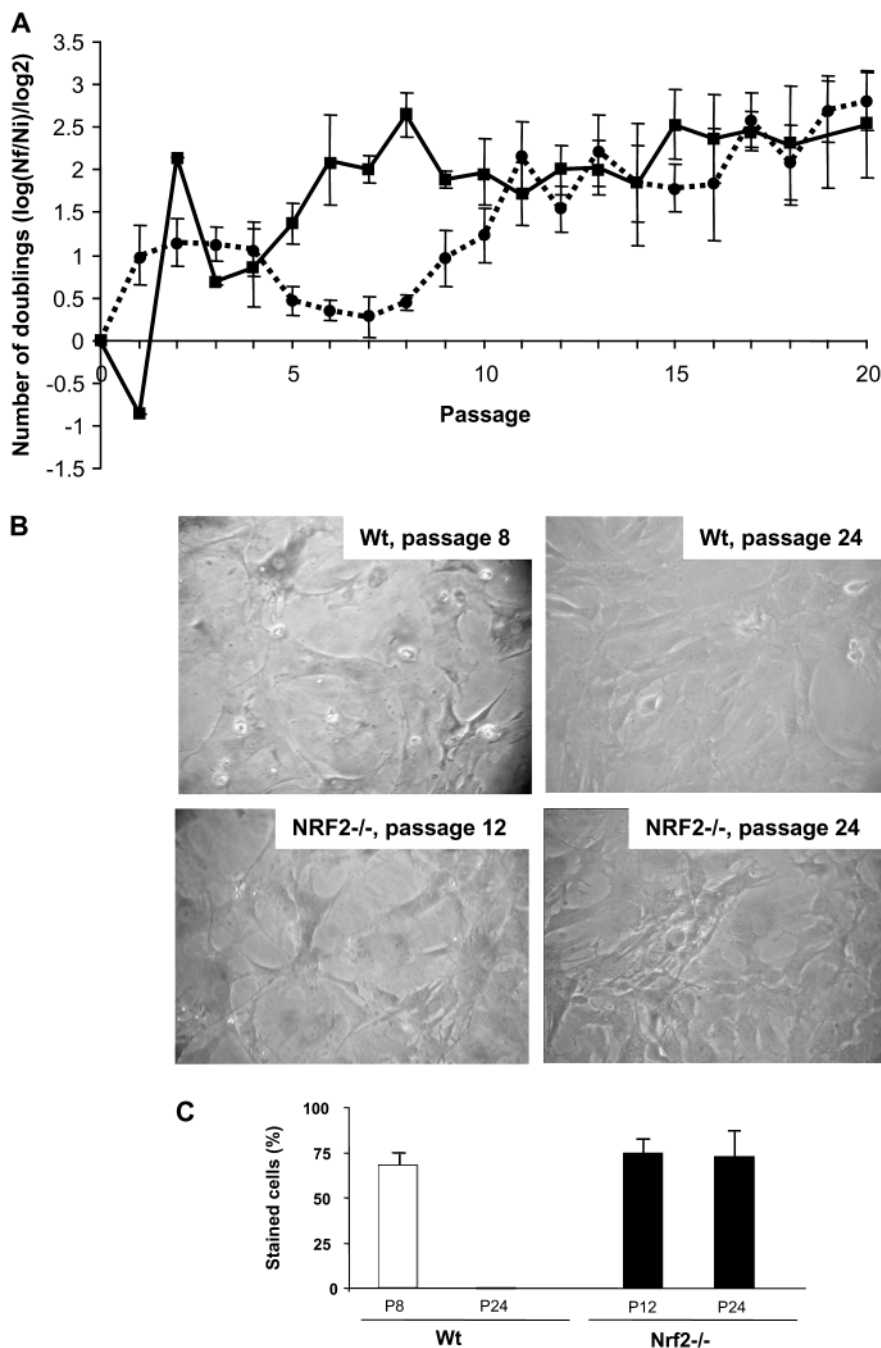 A
Number of doublings (log(Nf/Ni)/log2)
3.5
3
2.5
2
1.5
1
0.5
0
-0.5
-1
-1.5
0
5
10
15
20
Passage
B
Wt, passage 8
Wt, passage 24
NRF2-/-, passage 12
NRF2-/-, passage 24
C
Stained cells (%)
100
75
50
25
0
P8
P24
P12
P24
Wt
Nrf2-/-